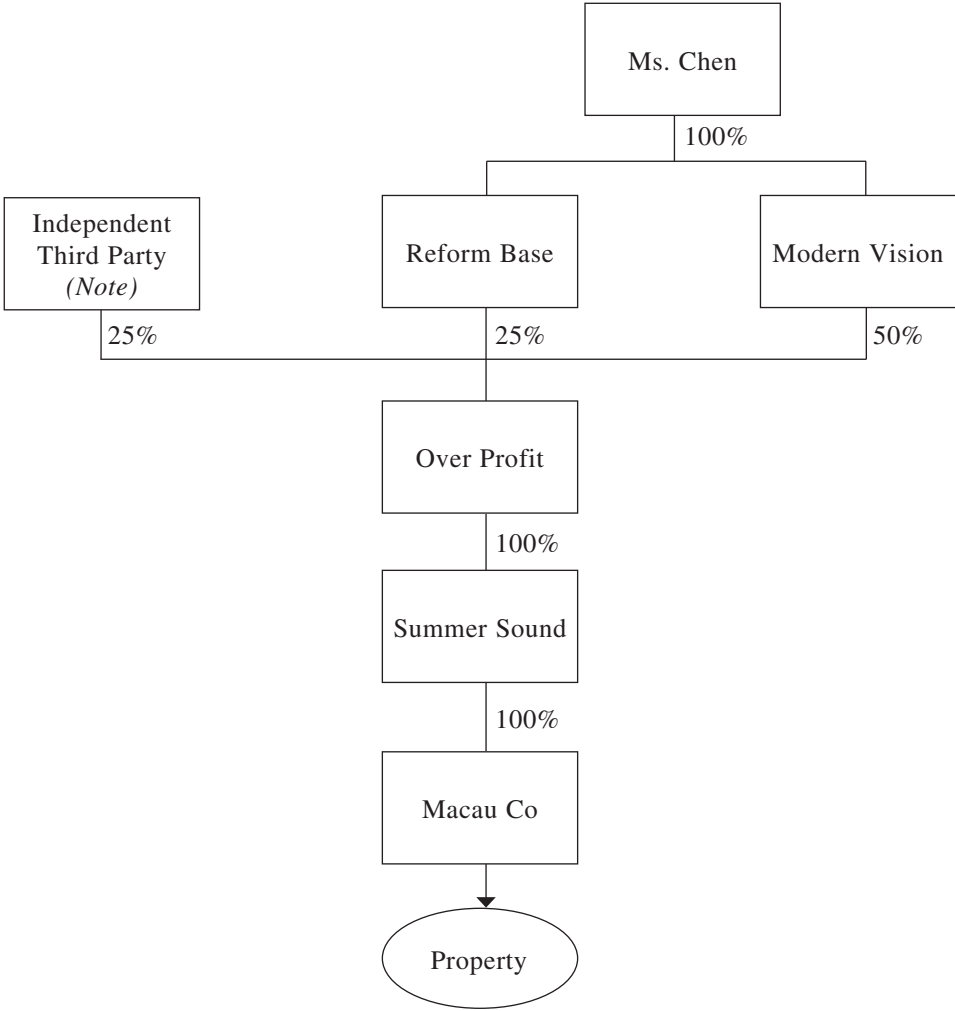 Ms. Chen
100%
Independent
Third Party
(Note)
Reform Base
Modern Vision
25%
25%
50%
Over Profit
100%
Summer Sound
100%
Macau Co
Property